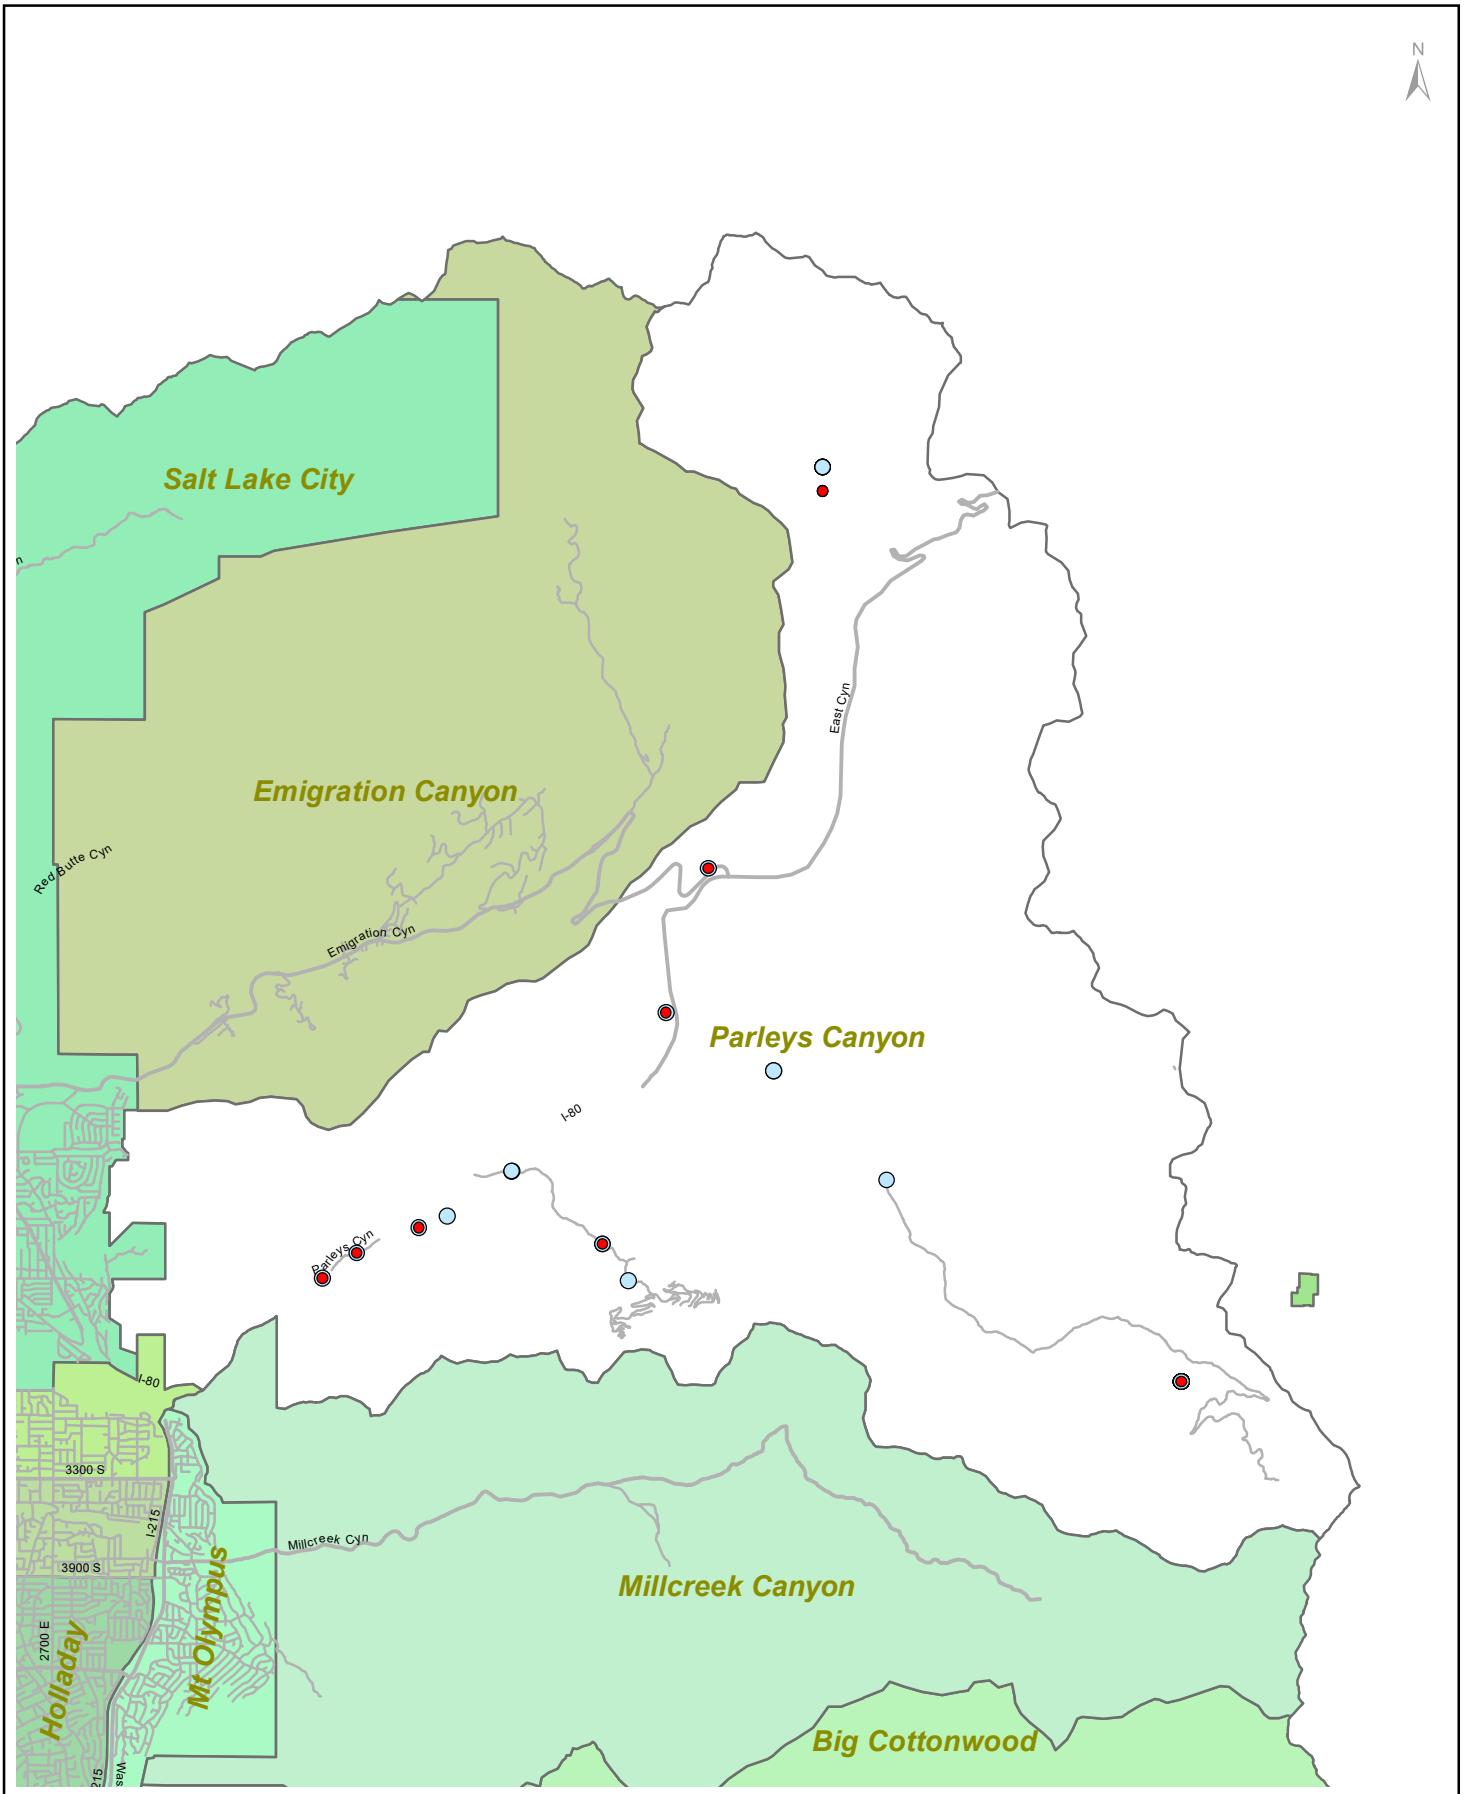 N
Salt Lake City
n
East Cyn
Emigration Canyon
Red Butte Cyn
Emigration Cyn
Parleys Canyon
I-80
Parleys Cyn
I-80
3300 S
I-215
Millcreek Cyn
3900 S
Millcreek Canyon
Mt Olympus
2700 E
Holladay
Big Cottonwood
215
Was